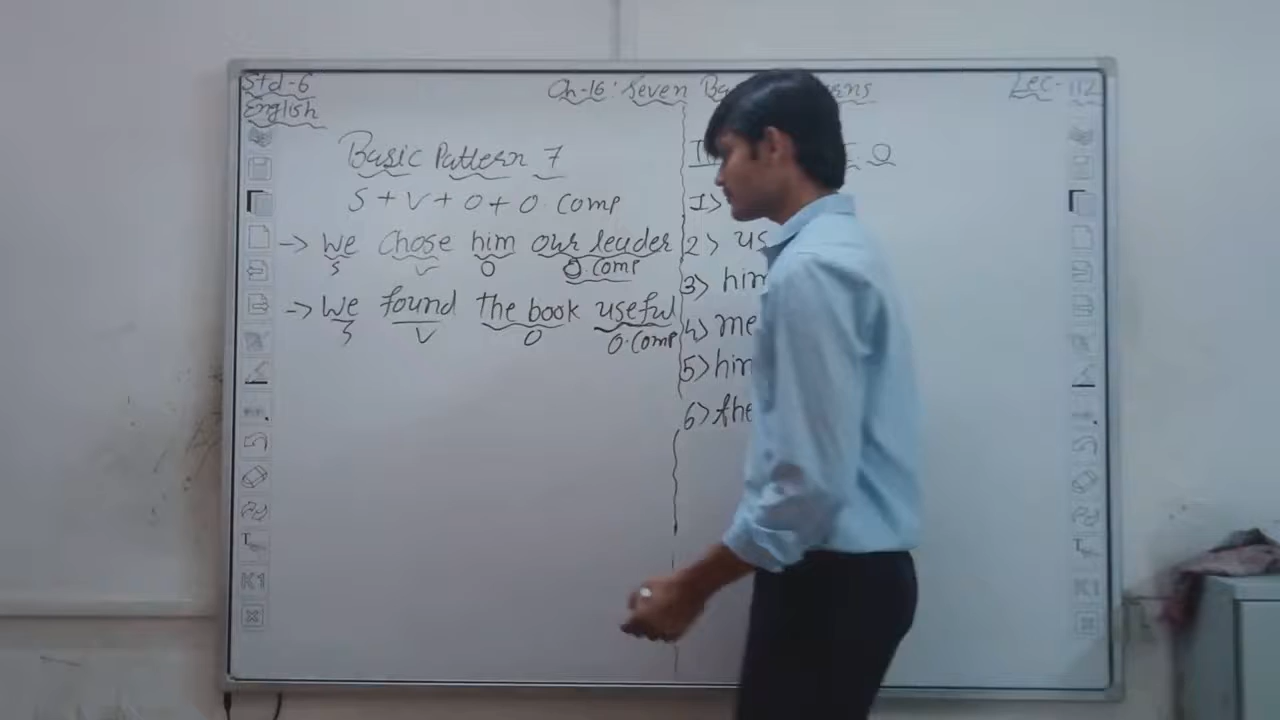 Std-6
English
Ch-16: Seven Ba
Lec-112
Basic Pattern 7
S + V + O + O. Comp
-> We chose him our leader
S V O O.Comp
-> We found the book useful
S V O O.Comp
I>
2> us
3> him
4> me
5> him
6> the